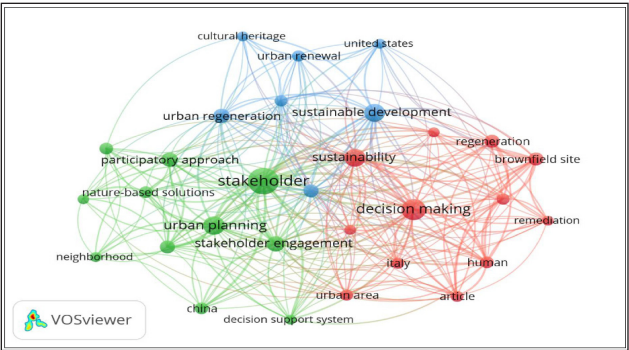 cultural heritage
united states
urban renewal
urban regeneration
sustainable development
regeneration
participatory approach
sustainability
brownfield site
stakeholder
nature-based solutions
decision making
urban planning
remediation
stakeholder engagement
neighborhood
italy
human
urban area
article
china
decision support system
VOSviewer